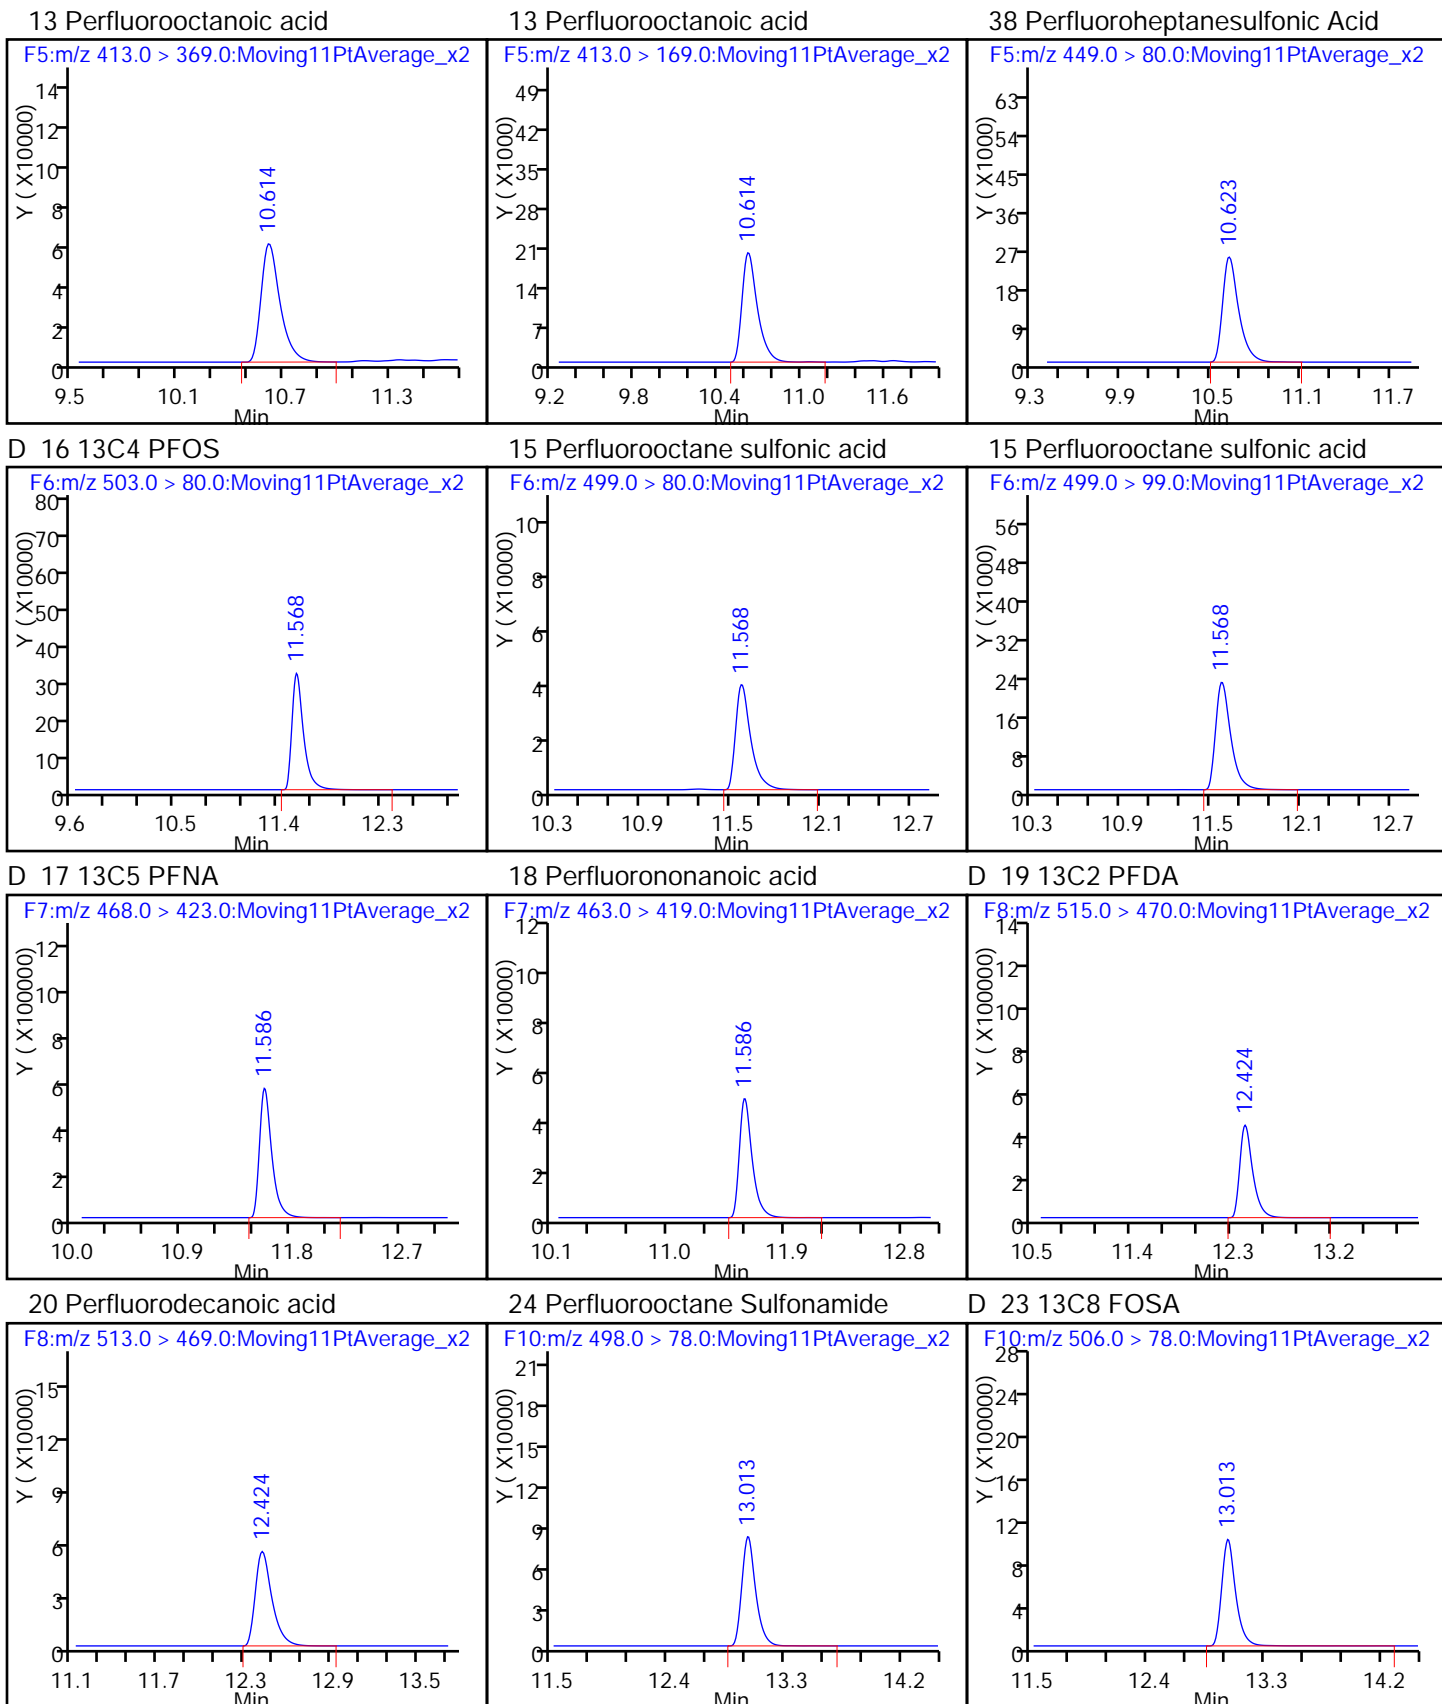 13 Perfluorooctanoic acid
F5:m/z 413.0 > 369.0:Moving11PtAverage_x2
Y ( X10000)
14
12
10
8
6
4
2
0
10.614
9.5 10.1 10.7 11.3
Min
13 Perfluorooctanoic acid
F5:m/z 413.0 > 169.0:Moving11PtAverage_x2
Y ( X1000)
49
42
35
28
21
14
7
0
10.614
9.2 9.8 10.4 11.0 11.6
Min
38 Perfluoroheptanesulfonic Acid
F5:m/z 449.0 > 80.0:Moving11PtAverage_x2
Y ( X1000)
63
54
45
36
27
18
9
0
10.623
9.3 9.9 10.5 11.1 11.7
Min
D 16 13C4 PFOS
F6:m/z 503.0 > 80.0:Moving11PtAverage_x2
Y ( X10000)
80
70
60
50
40
30
20
10
0
11.568
9.6 10.5 11.4 12.3
Min
15 Perfluorooctane sulfonic acid
F6:m/z 499.0 > 80.0:Moving11PtAverage_x2
Y ( X10000)
10
8
6
4
2
0
11.568
10.3 10.9 11.5 12.1 12.7
Min
15 Perfluorooctane sulfonic acid
F6:m/z 499.0 > 99.0:Moving11PtAverage_x2
Y ( X1000)
56
48
40
32
24
16
8
0
11.568
10.3 10.9 11.5 12.1 12.7
Min
D 17 13C5 PFNA
F7:m/z 468.0 > 423.0:Moving11PtAverage_x2
Y ( X100000)
12
10
8
6
4
2
0
11.586
10.0 10.9 11.8 12.7
Min
18 Perfluorononanoic acid
F7:m/z 463.0 > 419.0:Moving11PtAverage_x2
Y ( X100000)
12
10
8
6
4
2
0
11.586
10.1 11.0 11.9 12.8
Min
D 19 13C2 PFDA
F8:m/z 515.0 > 470.0:Moving11PtAverage_x2
Y ( X100000)
14
12
10
8
6
4
2
0
12.424
10.5 11.4 12.3 13.2
Min
20 Perfluorodecanoic acid
F8:m/z 513.0 > 469.0:Moving11PtAverage_x2
Y ( X100000)
15
12
9
6
3
0
12.424
11.1 11.7 12.3 12.9 13.5
Min
24 Perfluorooctane Sulfonamide
F10:m/z 498.0 > 78.0:Moving11PtAverage_x2
Y ( X100000)
21
18
15
12
9
6
3
0
13.013
11.5 12.4 13.3 14.2
Min
D 23 13C8 FOSA
F10:m/z 506.0 > 78.0:Moving11PtAverage_x2
Y ( X100000)
28
24
20
16
12
8
4
0
13.013
11.5 12.4 13.3 14.2
Min